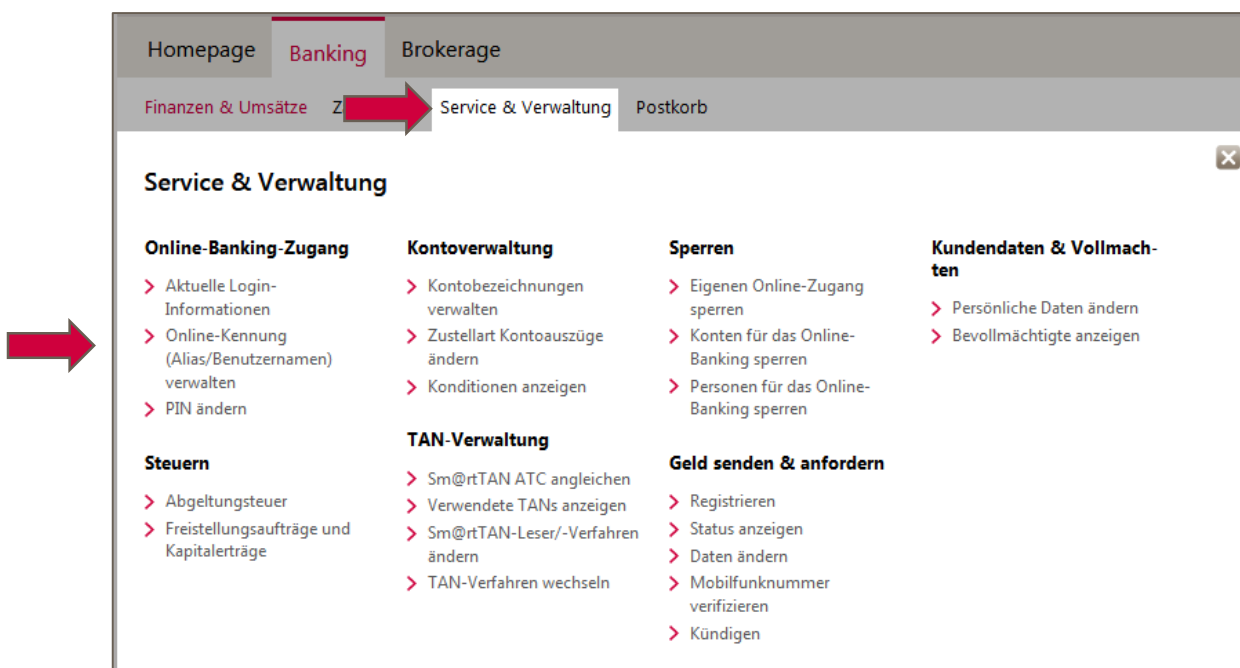 Homepage Banking Brokerage
Finanzen & Umsätze Service & Verwaltung Postkorb
Service & Verwaltung
Online-Banking-Zugang
Aktuelle Login-
Informationen
Online-Kennung
(Alias/Benutzernamen)
verwalten
PIN ändern
Steuern
Abgeltungsteuer
Freistellungsaufträge und
Kapitalerträge
Kontoverwaltung
Kontobezeichnungen
verwalten
Zustellart Kontoauszüge
ändern
Konditionen anzeigen
TAN-Verwaltung
Sm@rtTAN ATC angleichen
Verwendete TANs anzeigen
Sm@rtTAN-Leser/-Verfahren
ändern
TAN-Verfahren wechseln
Sperren
Eigenen Online-Zugang
sperren
Konten für das Online-
Banking sperren
Personen für das Online-
Banking sperren
Geld senden & anfordern
Registrieren
Status anzeigen
Daten ändern
Mobilfunknummer
verifizieren
Kündigen
Kundendaten & Vollmach-
ten
Persönliche Daten ändern
Bevollmächtigte anzeigen